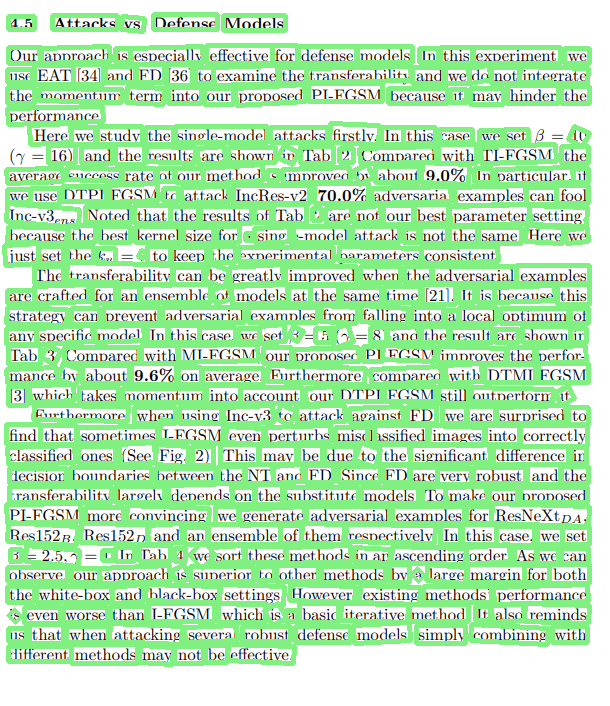 4.5 Attacks vs. Defense Models
Our approach is especially effective for defense models. In this experiment, we
use EAT [34] and FD [36] to examine the transferability and we do not integrate
the momentum term into our proposed PI-FGSM, because it may hinder the
performance.
Here we study the single-model attacks firstly. In this case, we set β = 10
(γ = 16), and the results are shown in Tab. 2. Compared with TI-FGSM, the
average success rate of our method is improved by about 9.0%. In particular, if
we use DTPI-FGSM to attack IncRes-v2, 70.0% adversarial examples can fool
Inc-v3ens. Noted that the results of Tab. 2 are not our best parameter setting,
because the best kernel size for single-model attack is not the same. Here we
just set the kw = to keep the experimental parameters consistent.
The transferability can be greatly improved when the adversarial examples
are crafted for an ensemble of models at the same time [21]. It is because this
strategy can prevent adversarial examples from falling into a local optimum of
any specific model. In this case, we set β = 5 (γ = 8) and the result are shown in
Tab. 3. Compared with MI-FGSM, our proposed PI-FGSM improves the perfor-
mance by about 9.6% on average. Furthermore, compared with DTMI-FGSM
[3] which takes momentum into account, our DTPI-FGSM still outperform it.
Furthermore, when using Inc-v3 to attack against FD, we are surprised to
find that sometimes I-FGSM even perturbs misclassified images into correctly
classified ones (See Fig. 2). This may be due to the significant difference in
decision boundaries between the NT and FD. Since FD are very robust, and the
transferability largely depends on the substitute models. To make our proposed
PI-FGSM more convincing, we generate adversarial examples for ResNeXtDA,
Res152B, Res152D and an ensemble of them respectively. In this case, we set
β = 2.5, γ = 1. In Tab. 4, we sort these methods in an ascending order. As we can
observe, our approach is superior to other methods by a large margin for both
the white-box and black-box settings. However, existing methods' performance
is even worse than I-FGSM, which is a basic iterative method. It also reminds
us that when attacking several robust defense models, simply combining with
different methods may not be effective.